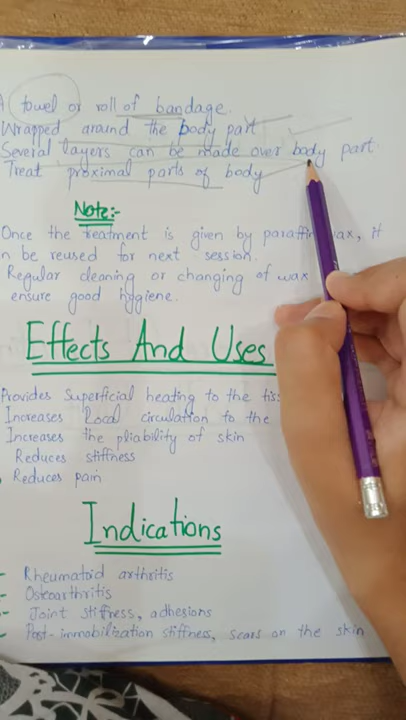 A towel or roll of bandage.
Wrapped around the body part
Several layers can be made over body part.
Treat proximal parts of body
Note:-
Once the treatment is given by paraffin wax, it
n be reused for next session.
Regular cleaning or changing of wax
ensure good hygiene.
Effects And Uses
Provides Superficial heating to the
Increases Local circulation to the
Increases the pliability of skin
Reduces stiffness
Reduces pain
Indications
- Rheumatoid arthritis
- Osteoarthritis
- Joint stiffness, adhesions
- Post-immobilization stiffness, scars on the skin